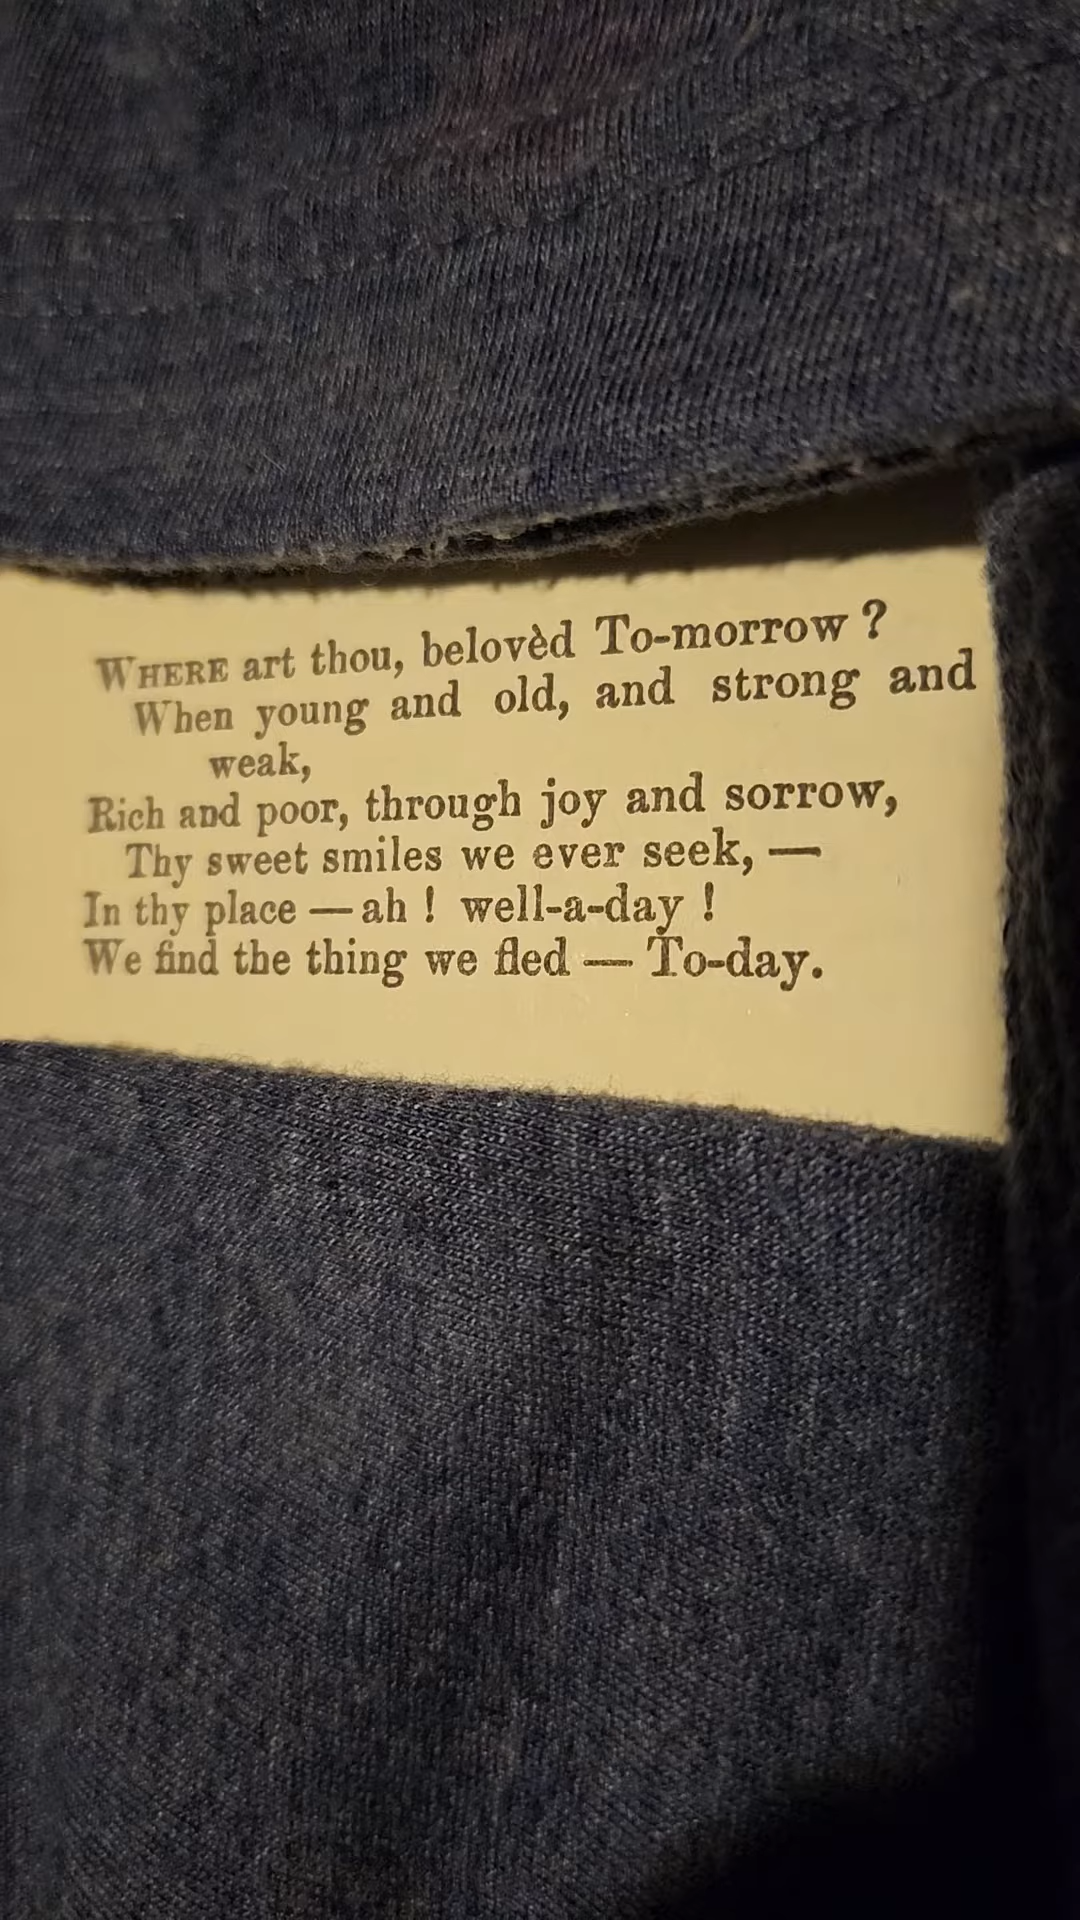 WHERE art thou, belovèd To-morrow ?
When young and old, and strong and
weak,
Rich and poor, through joy and sorrow,
Thy sweet smiles we ever seek, —
In thy place — ah ! well-a-day !
We find the thing we fled — To-day.